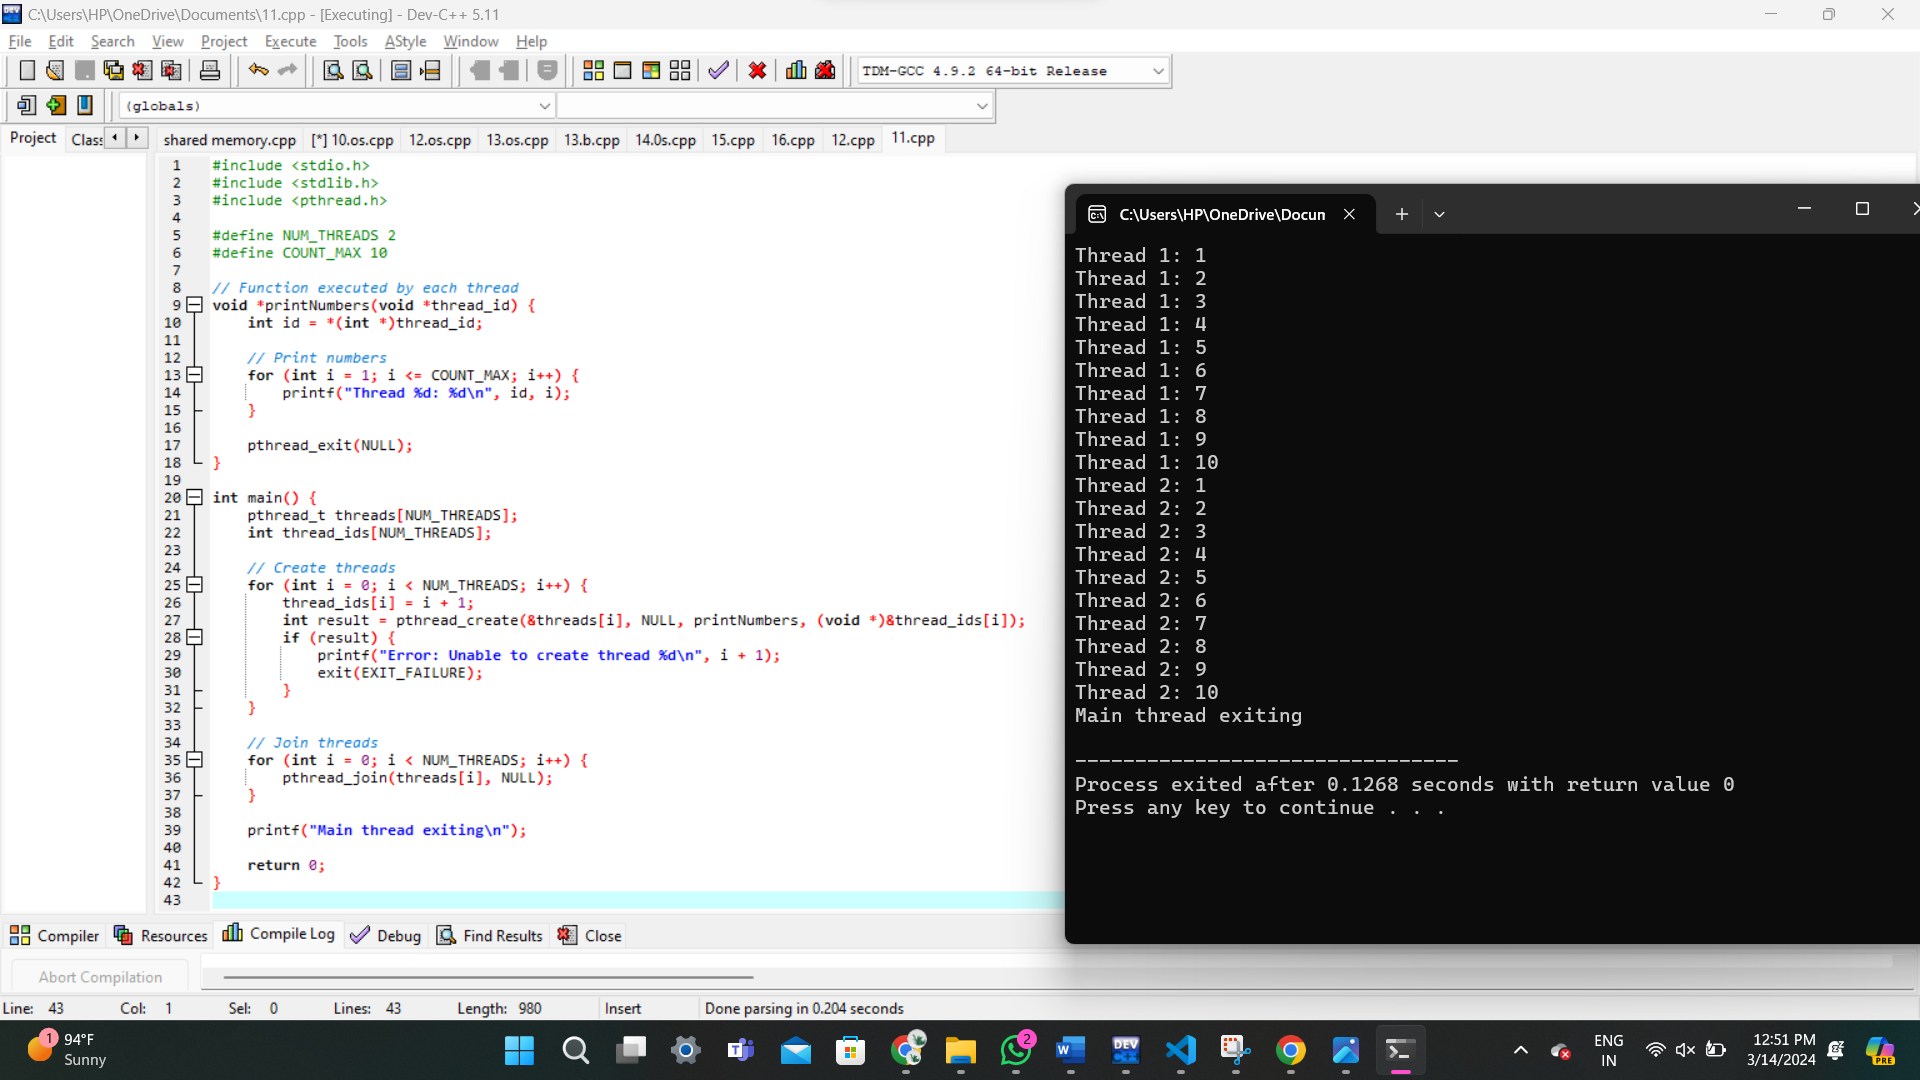 C:\Users\HP\OneDrive\Documents\11.cpp - [Executing] - Dev-C++ 5.11
File Edit Search View Project Execute Tools AStyle Window Help
TDM-GCC 4.9.2 64-bit Release
(globals)
Project Class
shared memory.cpp [*] 10.os.cpp 12.os.cpp 13.os.cpp 13.b.cpp 14.0s.cpp 15.cpp 16.cpp 12.cpp 11.cpp
1 #include <stdio.h>
2 #include <stdlib.h>
3 #include <pthread.h>
4
5 #define NUM_THREADS 2
6 #define COUNT_MAX 10
7
8 // Function executed by each thread
9 void *printNumbers(void *thread_id) {
10 int id = *(int *)thread_id;
11
12 // Print numbers
13 for (int i = 1; i <= COUNT_MAX; i++) {
14 printf("Thread %d: %d\n", id, i);
15 }
16
17 pthread_exit(NULL);
18 }
19
20 int main() {
21 pthread_t threads[NUM_THREADS];
22 int thread_ids[NUM_THREADS];
23
24 // Create threads
25 for (int i = 0; i < NUM_THREADS; i++) {
26 thread_ids[i] = i + 1;
27 int result = pthread_create(&threads[i], NULL, printNumbers, (void *)&thread_ids[i]);
28 if (result) {
29 printf("Error: Unable to create thread %d\n", i + 1);
30 exit(EXIT_FAILURE);
31 }
32 }
33
34 // Join threads
35 for (int i = 0; i < NUM_THREADS; i++) {
36 pthread_join(threads[i], NULL);
37 }
38
39 printf("Main thread exiting\n");
40
41 return 0;
42 }
43
C:\Users\HP\OneDrive\Docun
Thread 1: 1
Thread 1: 2
Thread 1: 3
Thread 1: 4
Thread 1: 5
Thread 1: 6
Thread 1: 7
Thread 1: 8
Thread 1: 9
Thread 1: 10
Thread 2: 1
Thread 2: 2
Thread 2: 3
Thread 2: 4
Thread 2: 5
Thread 2: 6
Thread 2: 7
Thread 2: 8
Thread 2: 9
Thread 2: 10
Main thread exiting
--------------------------------
Process exited after 0.1268 seconds with return value 0
Press any key to continue . . .
Compiler Resources Compile Log Debug Find Results Close
Abort Compilation
Line: 43 Col: 1 Sel: 0 Lines: 43 Length: 980 Insert Done parsing in 0.204 seconds
1 94°F
Sunny
2
W
DEV
C++
PRE
ENG
IN
12:51 PM
3/14/2024